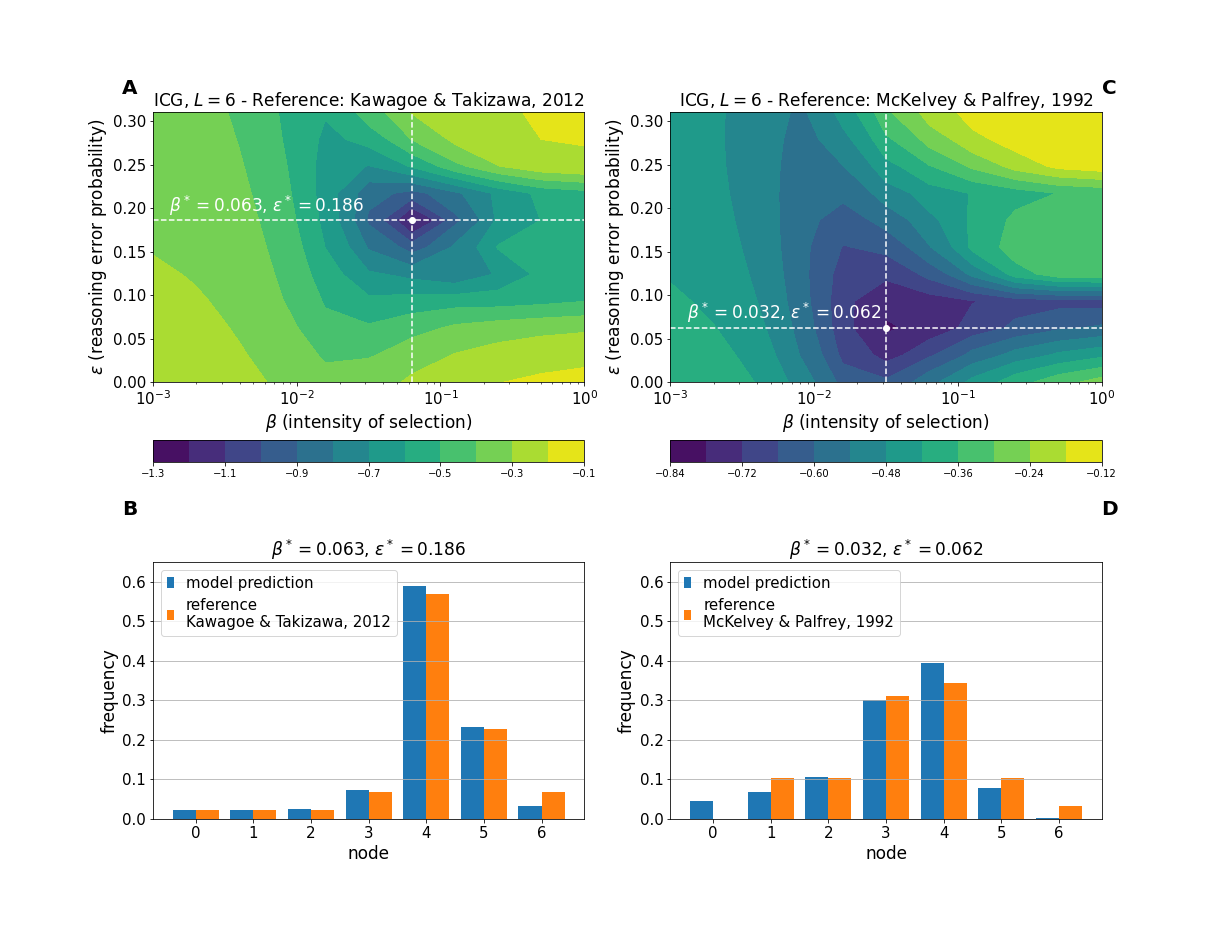 A
ICG, L = 6 - Reference: Kawagoe & Takizawa, 2012
0.30
0.25
0.20
0.15
0.10
0.05
0.00
ε (reasoning error probability)
β* = 0.063, ε* = 0.186
10⁻³ 10⁻² 10⁻¹ 10⁰
β (intensity of selection)
−1.3 −1.1 −0.9 −0.7 −0.5 −0.3 −0.1
C
ICG, L = 6 - Reference: McKelvey & Palfrey, 1992
0.30
0.25
0.20
0.15
0.10
0.05
0.00
ε (reasoning error probability)
β* = 0.032, ε* = 0.062
10⁻³ 10⁻² 10⁻¹ 10⁰
β (intensity of selection)
−0.84 −0.72 −0.60 −0.48 −0.36 −0.24 −0.12
B
β* = 0.063, ε* = 0.186
model prediction
reference
Kawagoe & Takizawa, 2012
0.6
0.5
0.4
0.3
0.2
0.1
0.0
frequency
0 1 2 3 4 5 6
node
D
β* = 0.032, ε* = 0.062
model prediction
reference
McKelvey & Palfrey, 1992
0.6
0.5
0.4
0.3
0.2
0.1
0.0
frequency
0 1 2 3 4 5 6
node